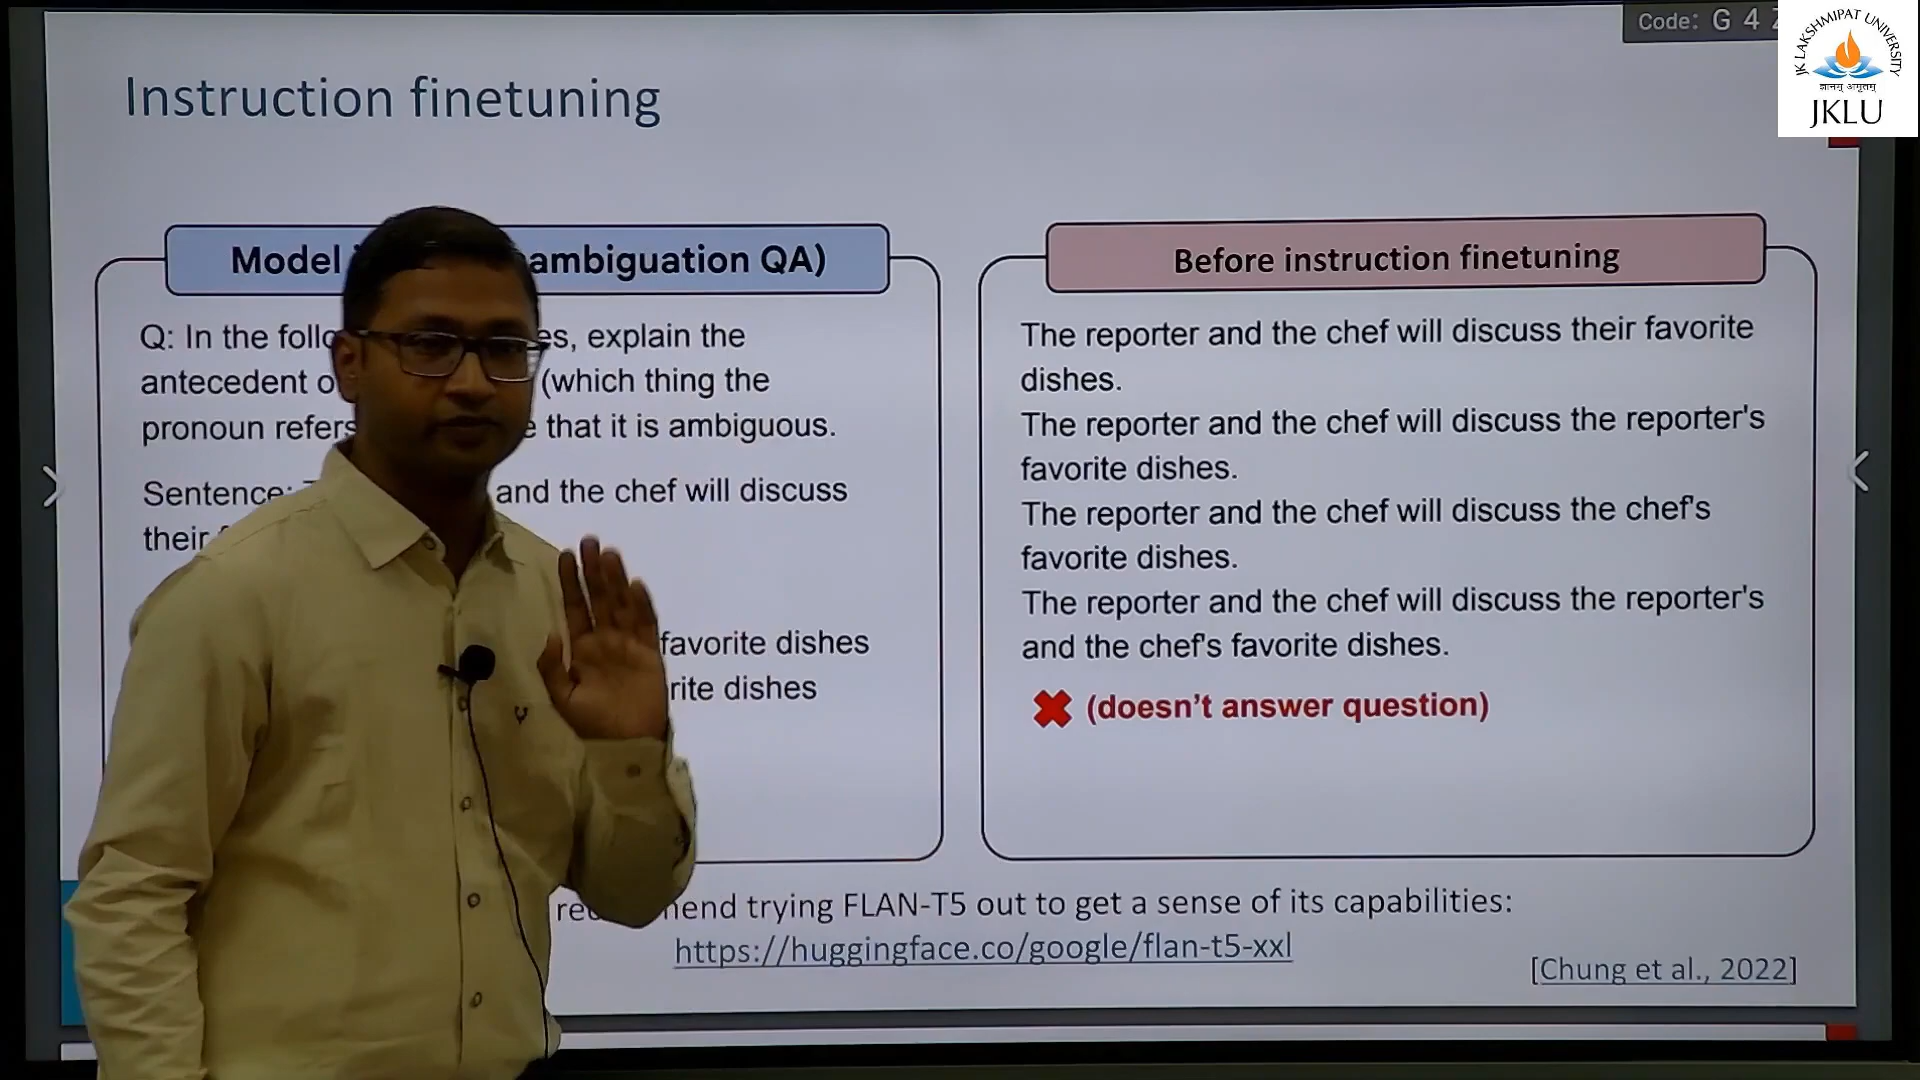 Code: G 4
JK LAKSHMIPAT UNIVERSITY
ज्ञानम् अमृतम्
JKLU
Instruction finetuning
Model ambiguation QA)
Q: In the follo es, explain the
antecedent o (which thing the
pronoun refers that it is ambiguous.
Sentence: and the chef will discuss
their
favorite dishes
rite dishes
Before instruction finetuning
The reporter and the chef will discuss their favorite
dishes.
The reporter and the chef will discuss the reporter's
favorite dishes.
The reporter and the chef will discuss the chef's
favorite dishes.
The reporter and the chef will discuss the reporter's
and the chef's favorite dishes.
(doesn't answer question)
trying FLAN-T5 out to get a sense of its capabilities:
https://huggingface.co/google/flan-t5-xxl
[Chung et al., 2022]